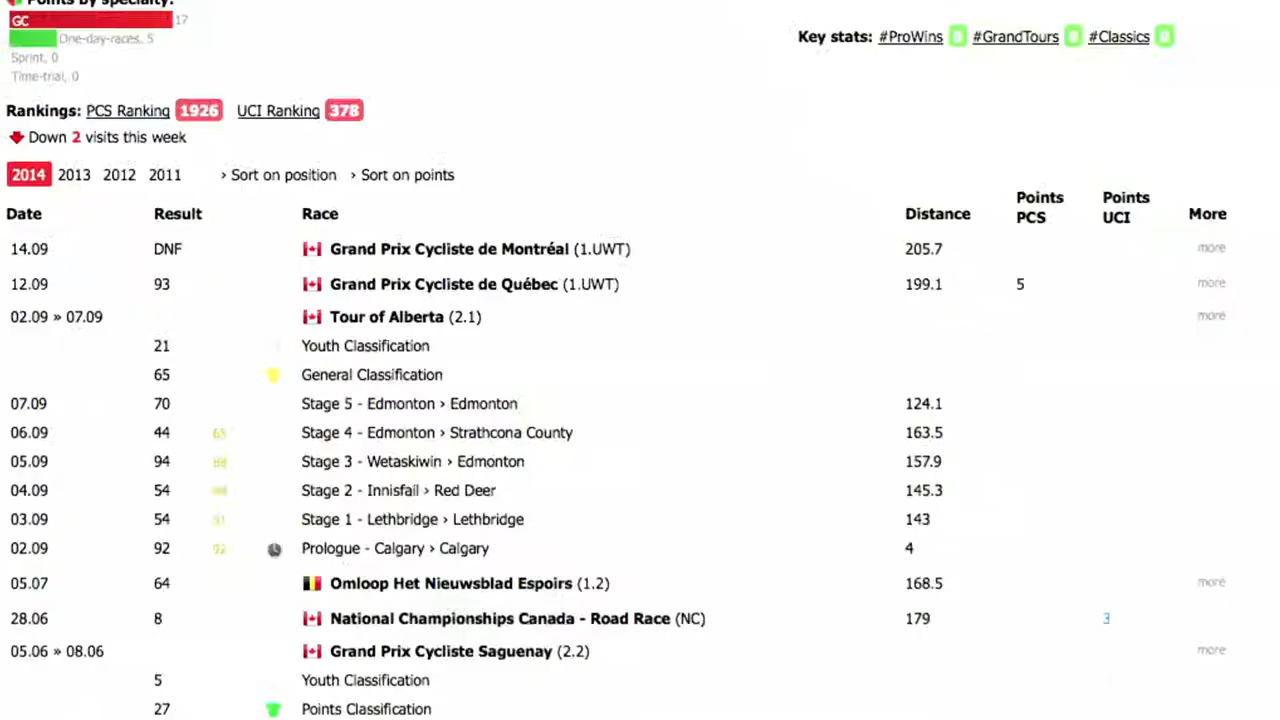 Points by specialty:
GC 17
One-day-races, 5
Sprint, 0
Time-trial, 0
Key stats: #ProWins 0 #GrandTours 0 #Classics 0
Rankings: PCS Ranking 1926 UCI Ranking 378
Down 2 visits this week
2014 2013 2012 2011 › Sort on position › Sort on points
Date Result Race Distance Points PCS Points UCI More
14.09 DNF Grand Prix Cycliste de Montréal (1.UWT) 205.7 more
12.09 93 Grand Prix Cycliste de Québec (1.UWT) 199.1 5 more
02.09 » 07.09 Tour of Alberta (2.1) more
21 Youth Classification
65 General Classification
07.09 70 Stage 5 - Edmonton › Edmonton 124.1
06.09 44 65 Stage 4 - Edmonton › Strathcona County 163.5
05.09 94 Stage 3 - Wetaskiwin › Edmonton 157.9
04.09 54 Stage 2 - Innisfail › Red Deer 145.3
03.09 54 Stage 1 - Lethbridge › Lethbridge 143
02.09 92 92 Prologue - Calgary › Calgary 4
05.07 64 Omloop Het Nieuwsblad Espoirs (1.2) 168.5 more
28.06 8 National Championships Canada - Road Race (NC) 179 3
05.06 » 08.06 Grand Prix Cycliste Saguenay (2.2) more
5 Youth Classification
27 Points Classification